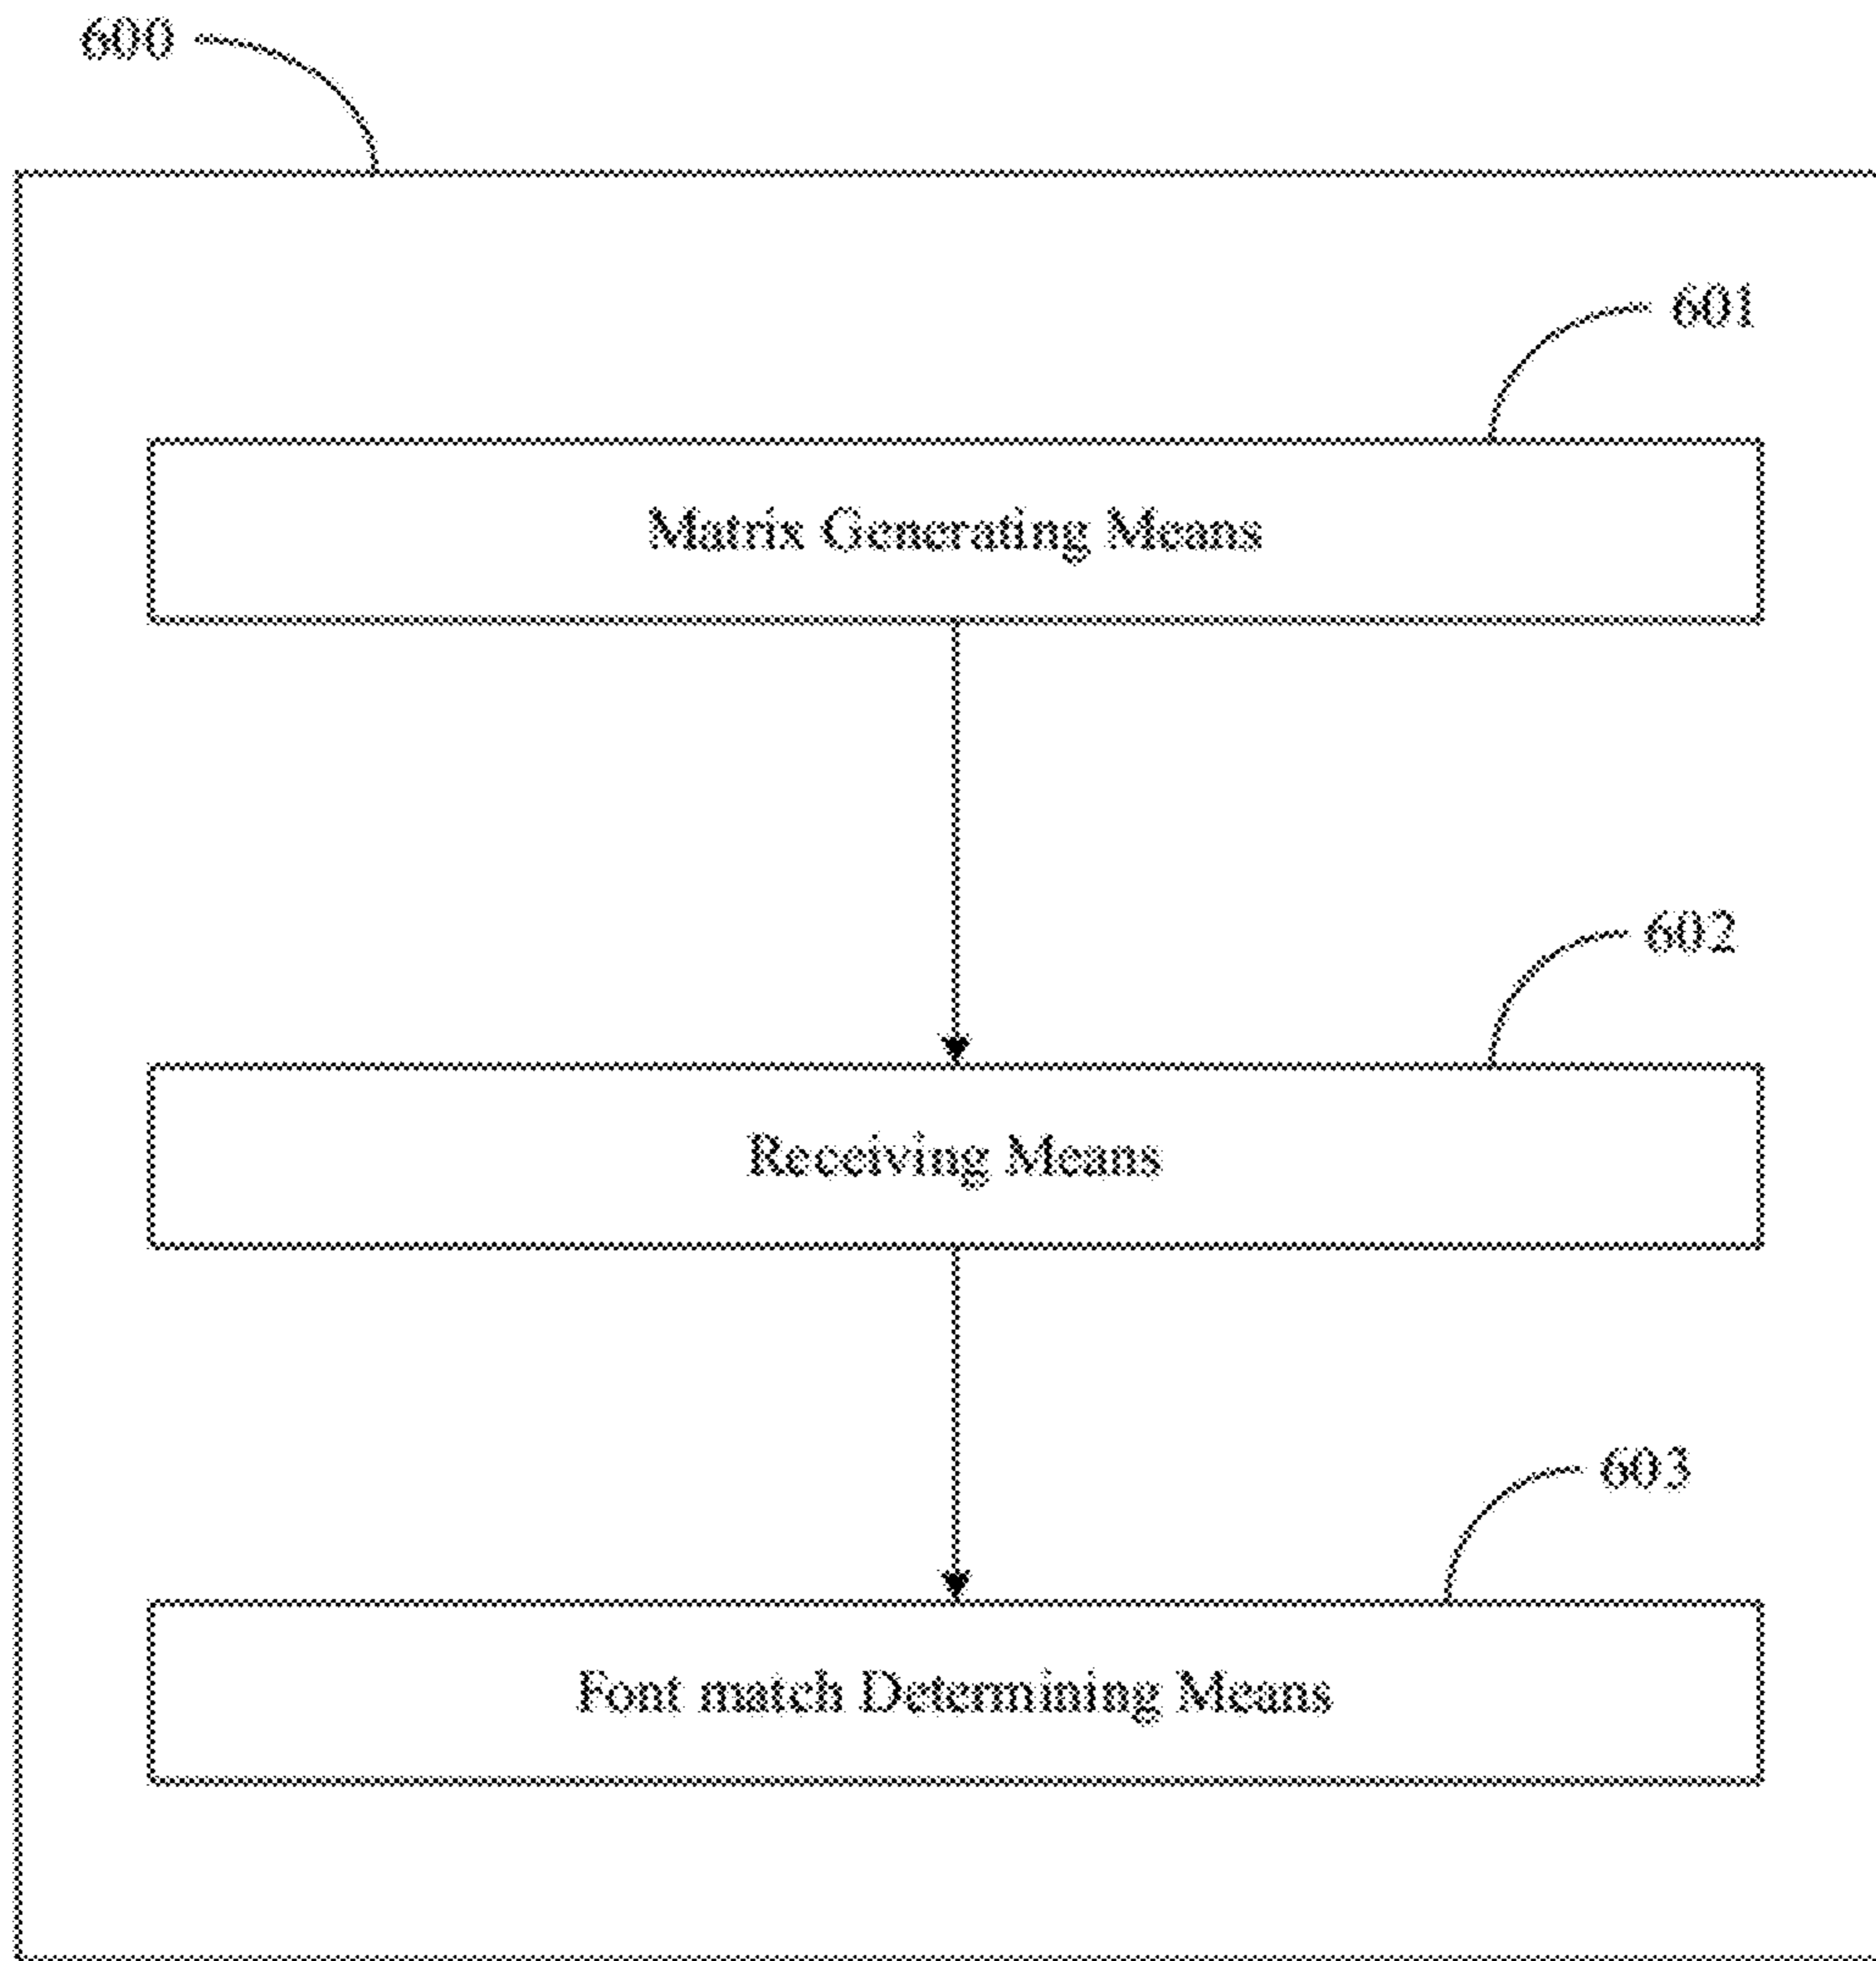 600
601
Matrix Generating Means
602
Receiving Means
603
Font match Determining Means